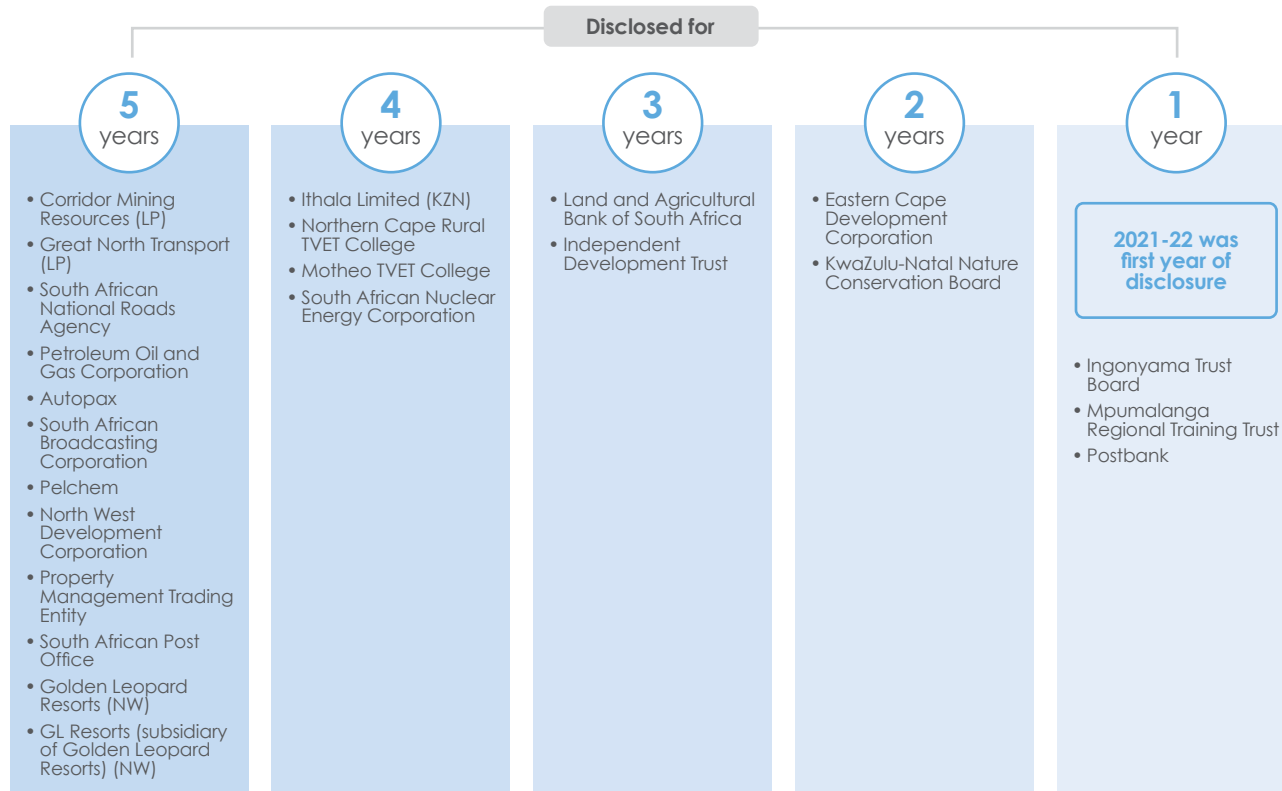 Disclosed for
5
years
• Corridor Mining
Resources (LP)
• Great North Transport
(LP)
• South African
National Roads
Agency
• Petroleum Oil and
Gas Corporation
• Autopax
• South African
Broadcasting
Corporation
• Pelchem
• North West
Development
Corporation
• Property
Management Trading
Entity
• South African Post
Office
• Golden Leopard
Resorts (NW)
• GL Resorts (subsidiary
of Golden Leopard
Resorts) (NW)
4
years
• Ithala Limited (KZN)
• Northern Cape Rural
TVET College
• Motheo TVET College
• South African Nuclear
Energy Corporation
3
years
• Land and Agricultural
Bank of South Africa
• Independent
Development Trust
2
years
• Eastern Cape
Development
Corporation
• KwaZulu-Natal Nature
Conservation Board
1
year
2021-22 was
first year of
disclosure
• Ingonyama Trust
Board
• Mpumalanga
Regional Training Trust
• Postbank